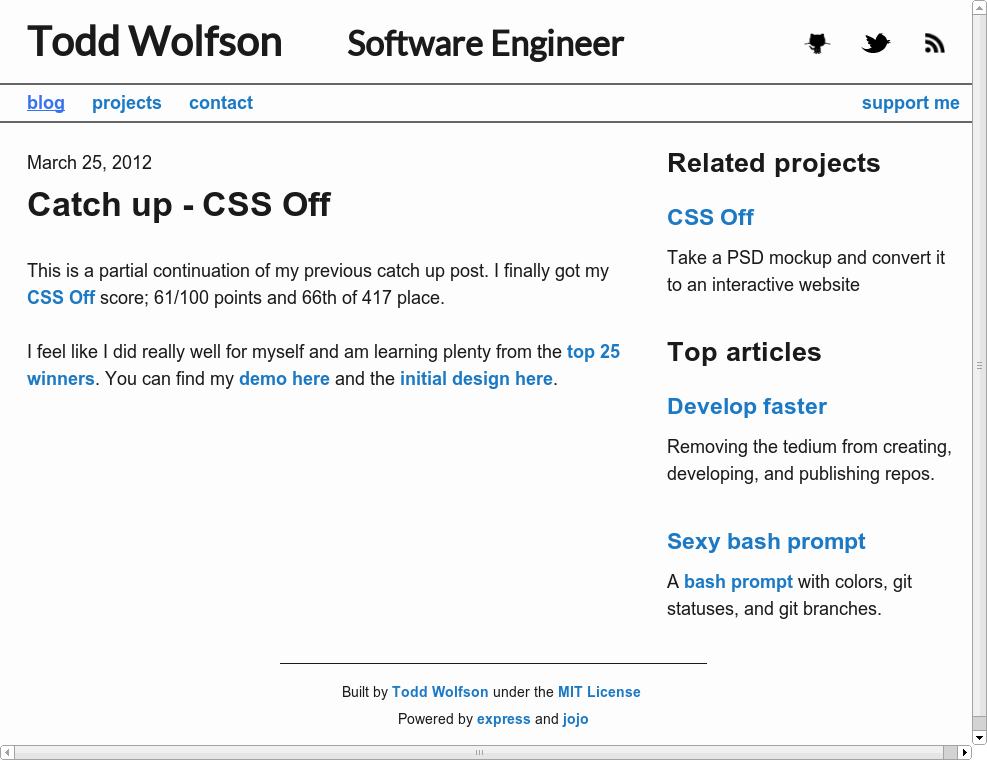 Todd Wolfson Software Engineer
blog projects contact support me
March 25, 2012
Catch up - CSS Off
This is a partial continuation of my previous catch up post. I finally got my
CSS Off score; 61/100 points and 66th of 417 place.
I feel like I did really well for myself and am learning plenty from the top 25
winners. You can find my demo here and the initial design here.
Related projects
CSS Off
Take a PSD mockup and convert it
to an interactive website
Top articles
Develop faster
Removing the tedium from creating,
developing, and publishing repos.
Sexy bash prompt
A bash prompt with colors, git
statuses, and git branches.
Built by Todd Wolfson under the MIT License
Powered by express and jojo